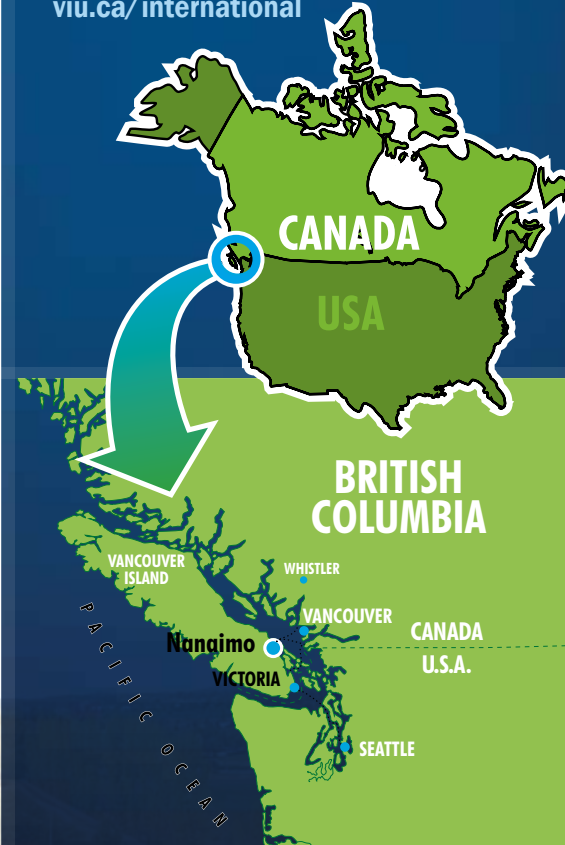 viu.ca/international
CANADA
USA
BRITISH
COLUMBIA
VANCOUVER
ISLAND
WHISTLER
VANCOUVER
Nanaimo
CANADA
U.S.A.
VICTORIA
PACIFIC OCEAN
SEATTLE